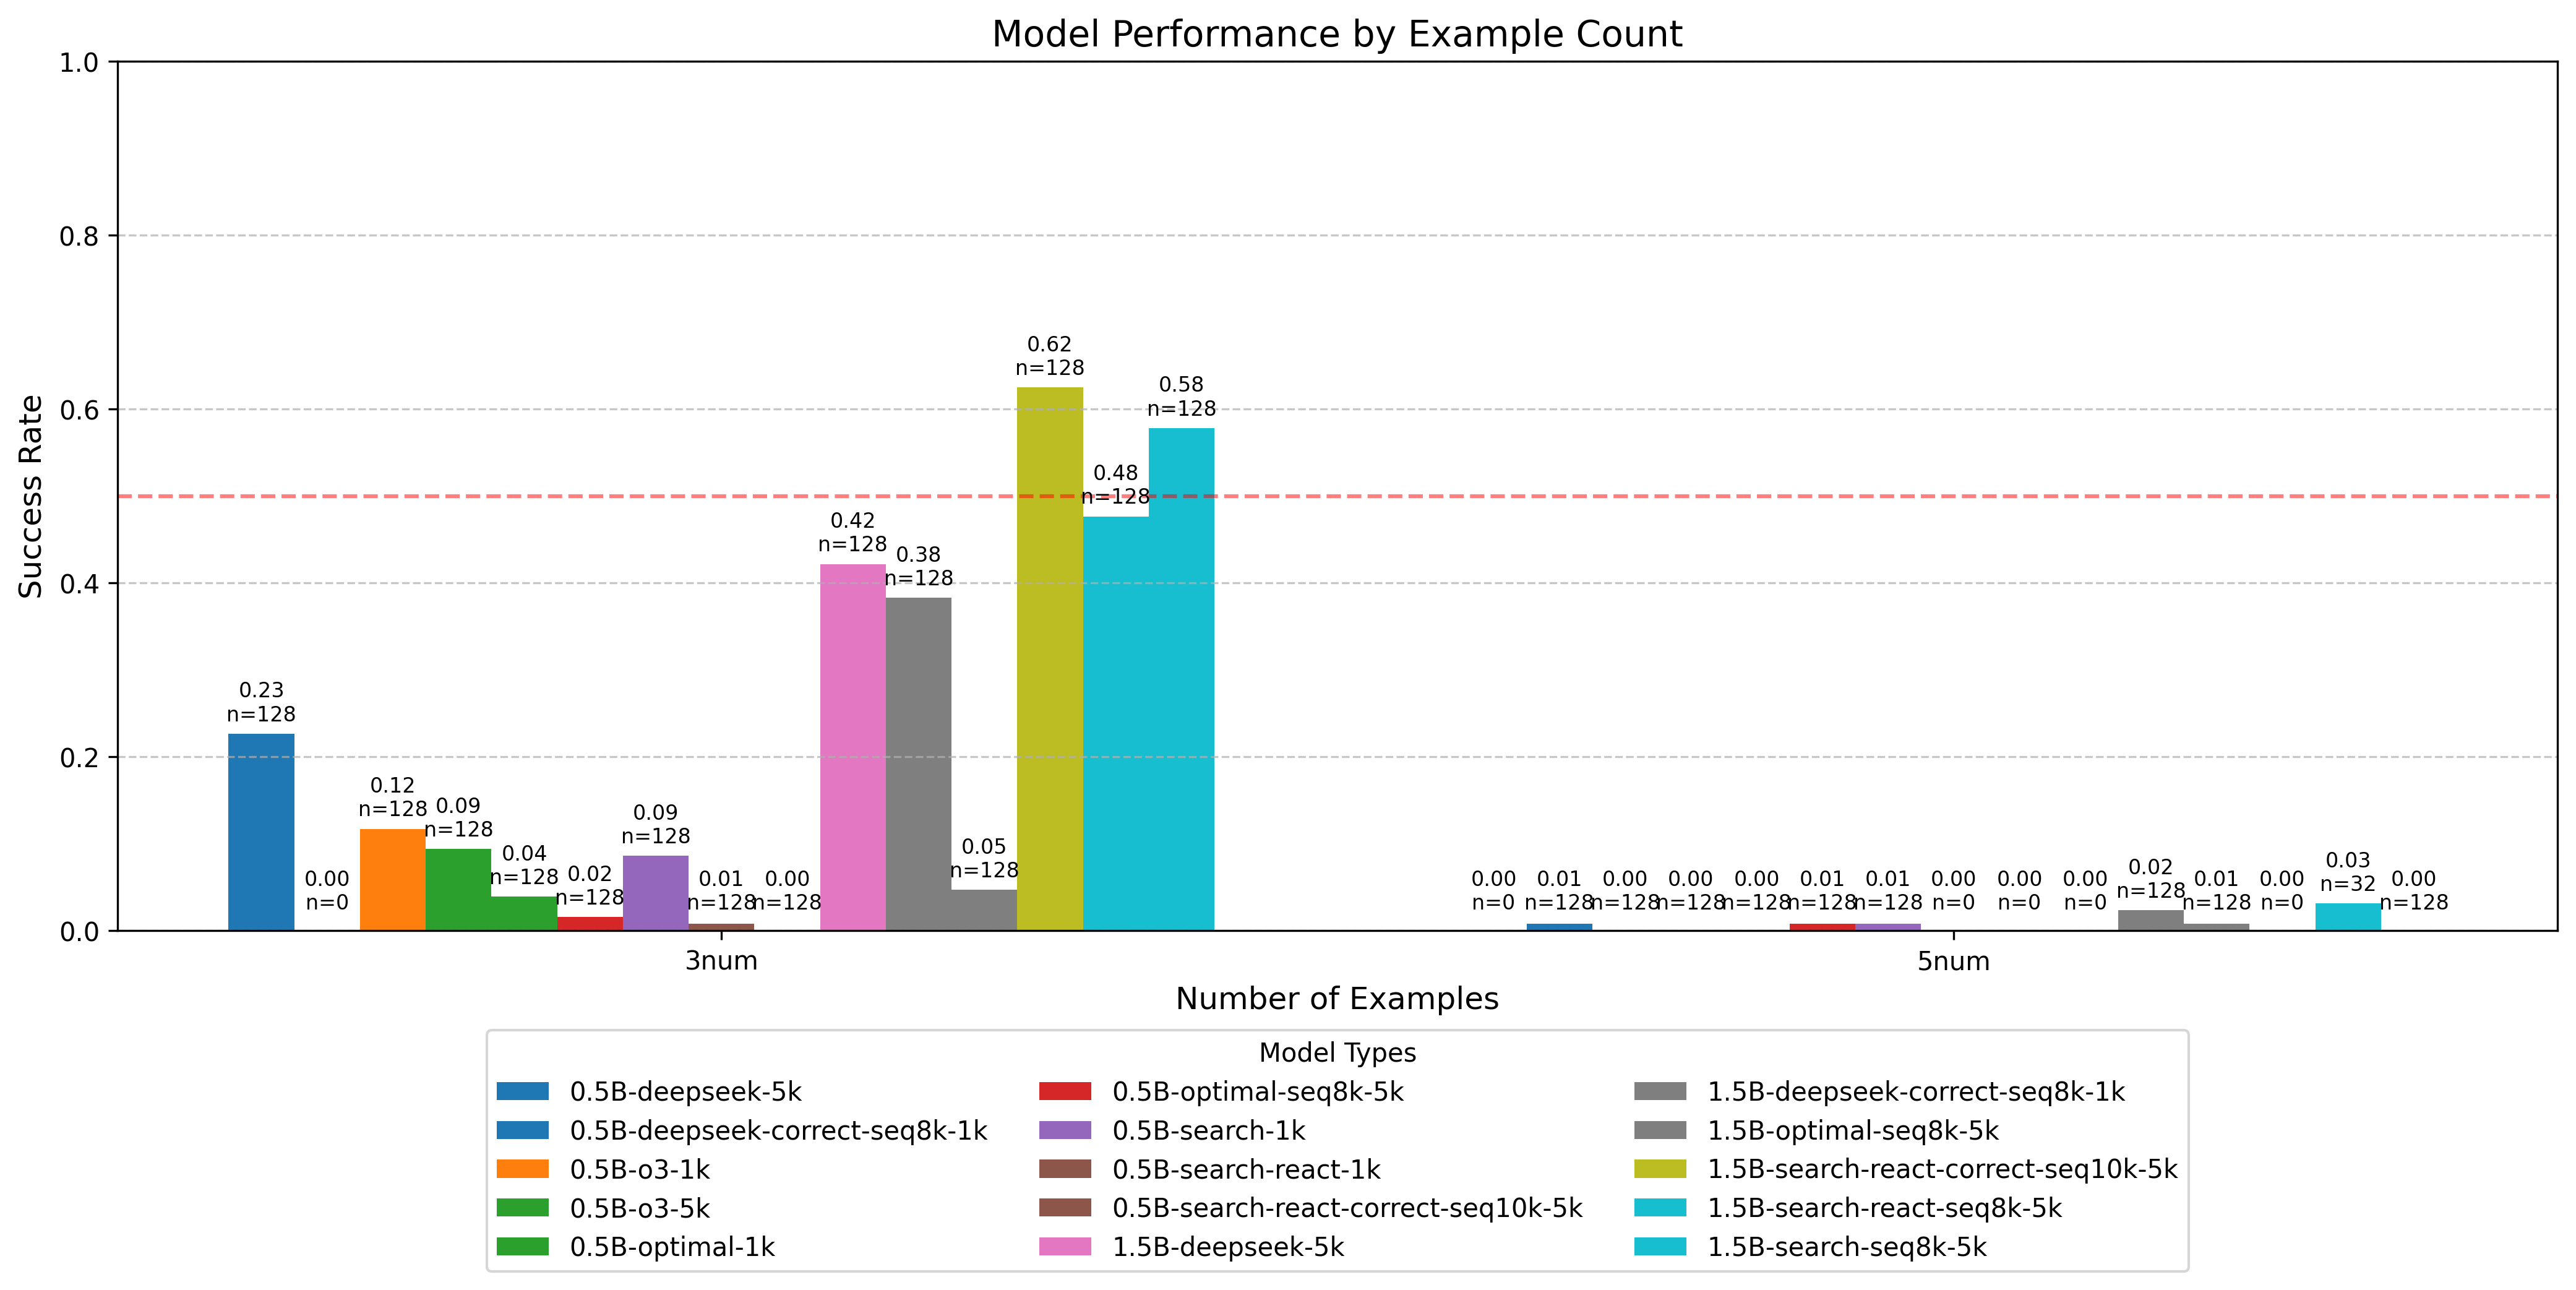 Model Performance by Example Count
Success Rate
1.0
0.8
0.6
0.4
0.2
0.0
0.23
n=128
0.00
n=0
0.12
n=128
0.09
n=128
0.04
n=128
0.02
n=128
0.09
n=128
0.01
n=128
0.00
n=128
0.42
n=128
0.38
n=128
0.05
n=128
0.62
n=128
0.48
n=128
0.58
n=128
0.00
n=0
0.01
n=128
0.00
n=128
0.00
n=128
0.00
n=128
0.01
n=128
0.01
n=128
0.00
n=0
0.00
n=0
0.00
n=0
0.02
n=128
0.01
n=128
0.00
n=0
0.03
n=32
0.00
n=128
3num
5num
Number of Examples
Model Types
0.5B-deepseek-5k
0.5B-deepseek-correct-seq8k-1k
0.5B-o3-1k
0.5B-o3-5k
0.5B-optimal-1k
0.5B-optimal-seq8k-5k
0.5B-search-1k
0.5B-search-react-1k
0.5B-search-react-correct-seq10k-5k
1.5B-deepseek-5k
1.5B-deepseek-correct-seq8k-1k
1.5B-optimal-seq8k-5k
1.5B-search-react-correct-seq10k-5k
1.5B-search-react-seq8k-5k
1.5B-search-seq8k-5k